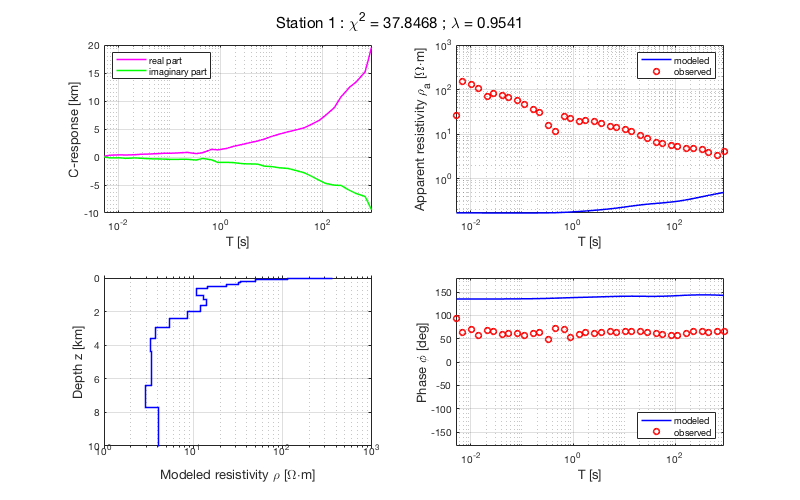 Station 1 : χ² = 37.8468 ; λ = 0.9541
20
15
10
5
0
-5
-10
C-response [km]
real part
imaginary part
10⁻² 10⁰ 10²
T [s]
10³
10²
10¹
10⁰
Apparent resistivity ρₐ [Ω·m]
modeled
observed
10⁻² 10⁰ 10²
T [s]
0
2
4
6
8
10
Depth z [km]
10⁰ 10¹ 10² 10³
Modeled resistivity ρ [Ω·m]
150
100
50
0
-50
-100
-150
Phase ϕ [deg]
modeled
observed
10⁻² 10⁰ 10²
T [s]